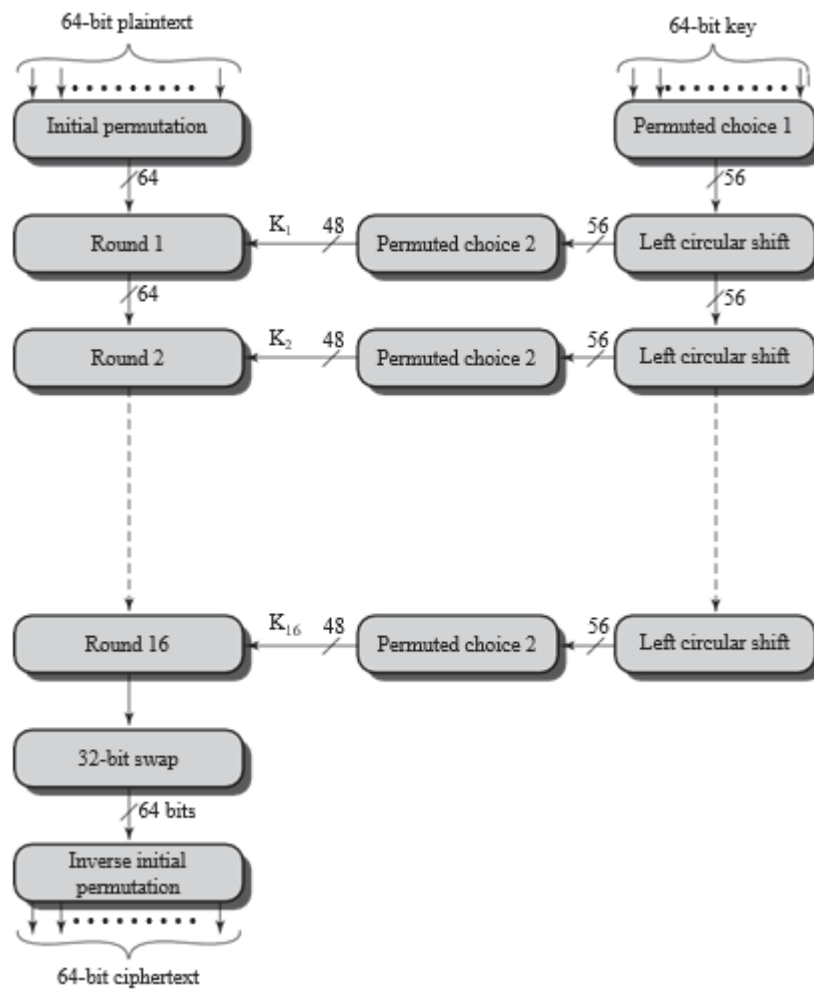 64-bit plaintext
64-bit key
Initial permutation
Permuted choice 1
64
56
Round 1
K1
48
Permuted choice 2
56
Left circular shift
64
56
Round 2
K2
48
Permuted choice 2
56
Left circular shift
Round 16
K16
48
Permuted choice 2
56
Left circular shift
32-bit swap
64 bits
Inverse initial
permutation
64-bit ciphertext